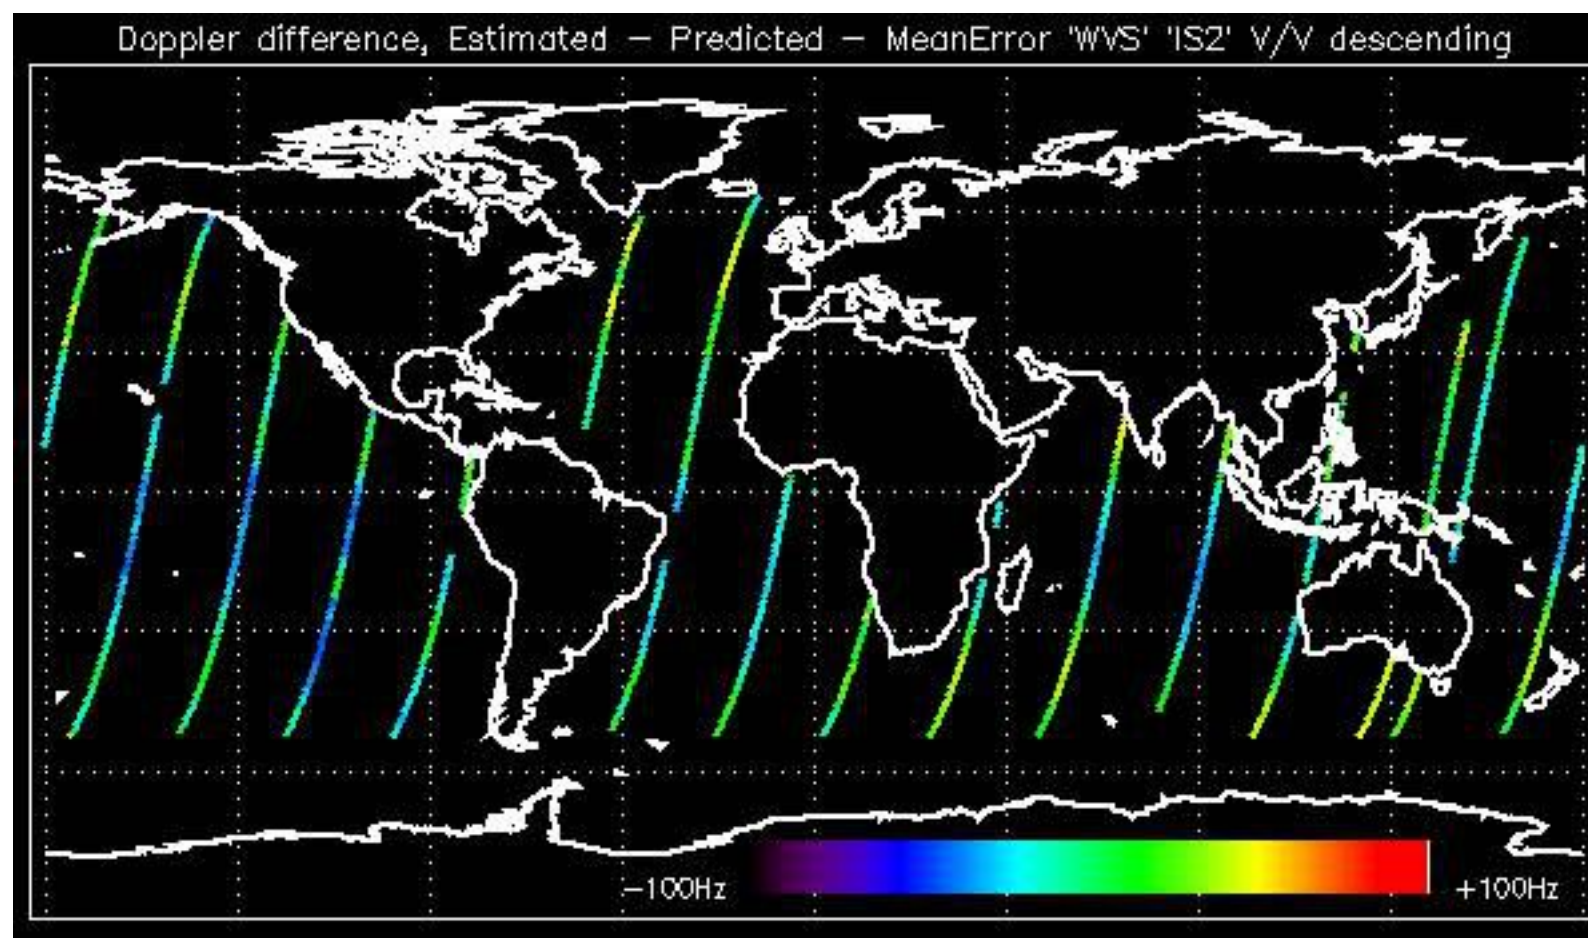 Doppler difference, Estimated – Predicted – MeanError 'WVS' 'IS2' V/V descending
–100Hz +100Hz